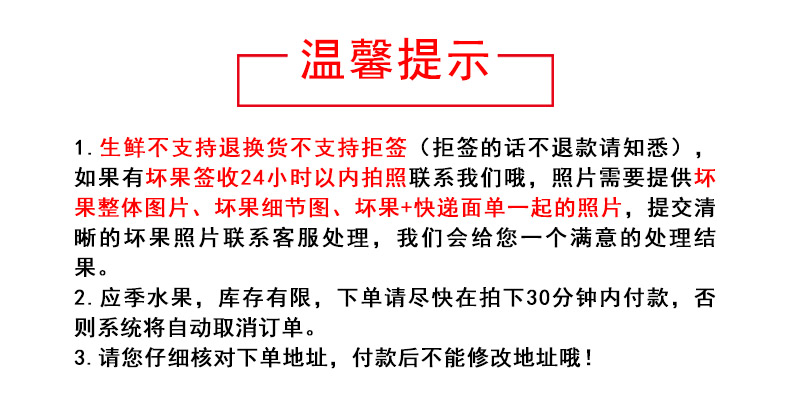 温馨提示
1.生鲜不支持退换货不支持拒签（拒签的话不退款请知悉），
如果有坏果签收24小时以内拍照联系我们哦，照片需要提供坏
果整体图片、坏果细节图、坏果+快递面单一起的照片，提交清
晰的坏果照片联系客服处理，我们会给您一个满意的处理结
果。
2.应季水果，库存有限，下单请尽快在拍下30分钟内付款，否
则系统将自动取消订单。
3.请您仔细核对下单地址，付款后不能修改地址哦！